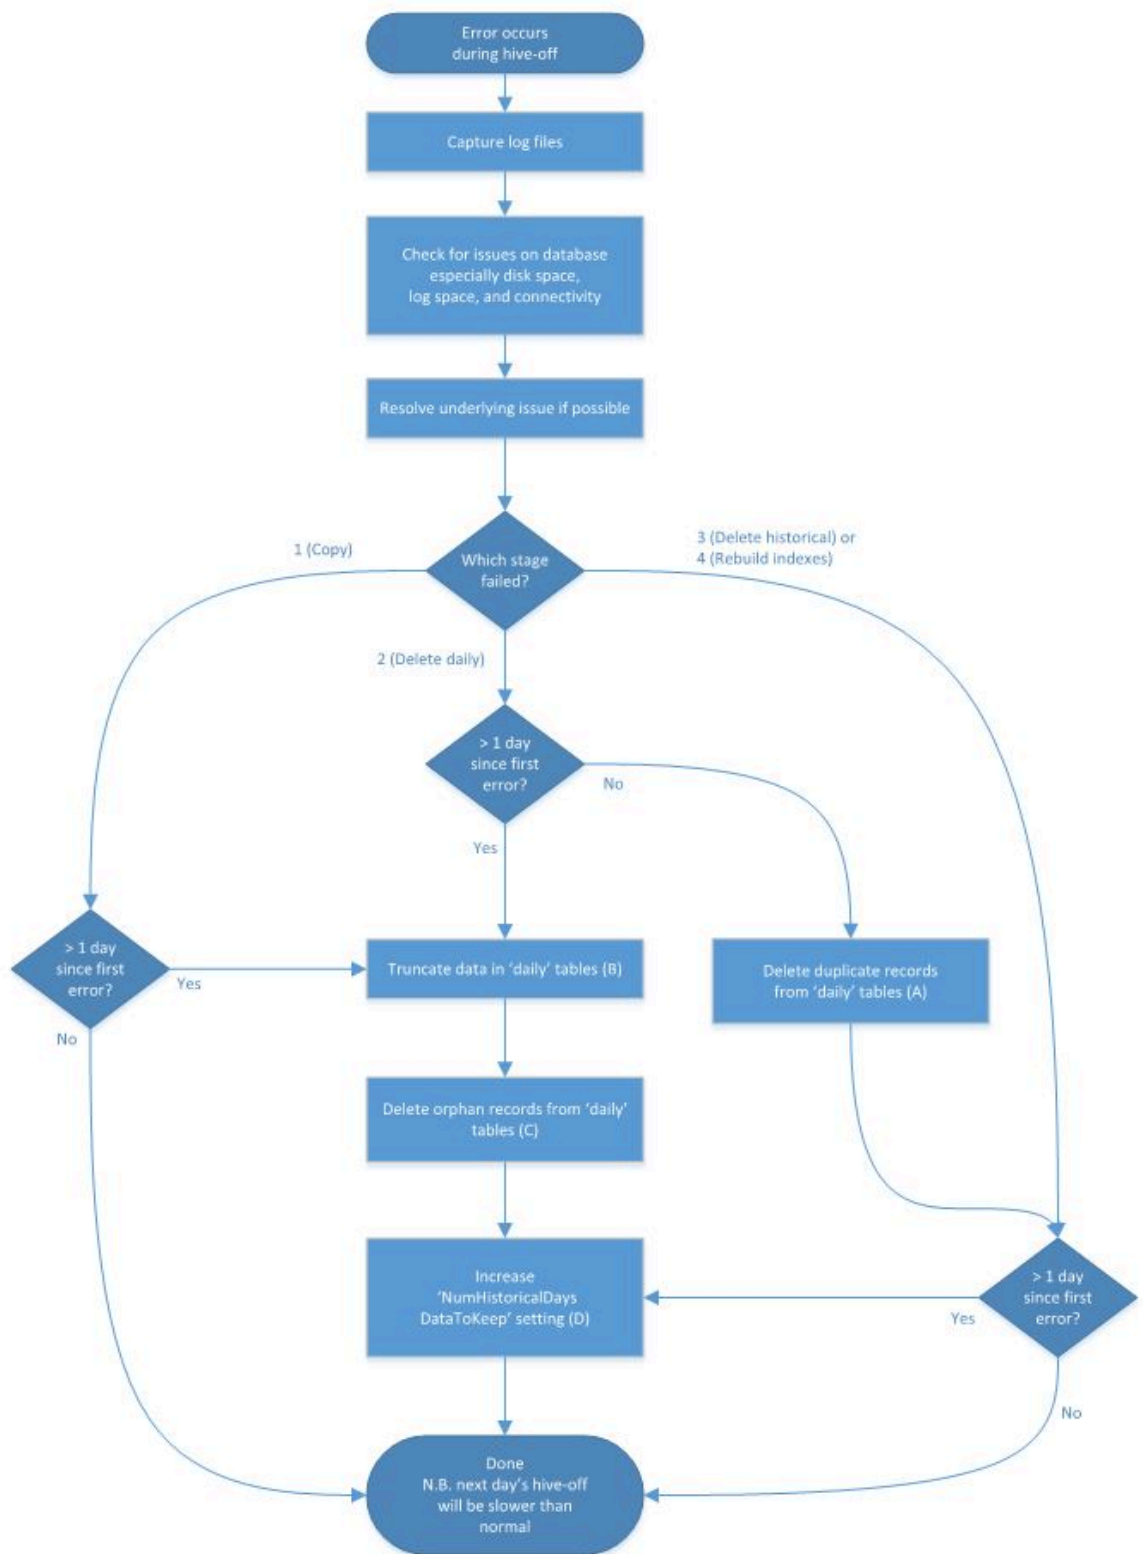 Error occurs
during hive-off
Capture log files
Check for issues on database
especially disk space,
log space, and connectivity
Resolve underlying issue if possible
Which stage
failed?
1 (Copy)
3 (Delete historical) or
4 (Rebuild indexes)
2 (Delete daily)
> 1 day
since first
error?
No
Yes
> 1 day
since first
error?
Yes
No
Truncate data in ‘daily’ tables (B)
Delete duplicate records
from ‘daily’ tables (A)
Delete orphan records from ‘daily’
tables (C)
Increase
‘NumHistoricalDays
DataToKeep’ setting (D)
> 1 day
since first
error?
Yes
No
Done
N.B. next day’s hive-off
will be slower than
normal